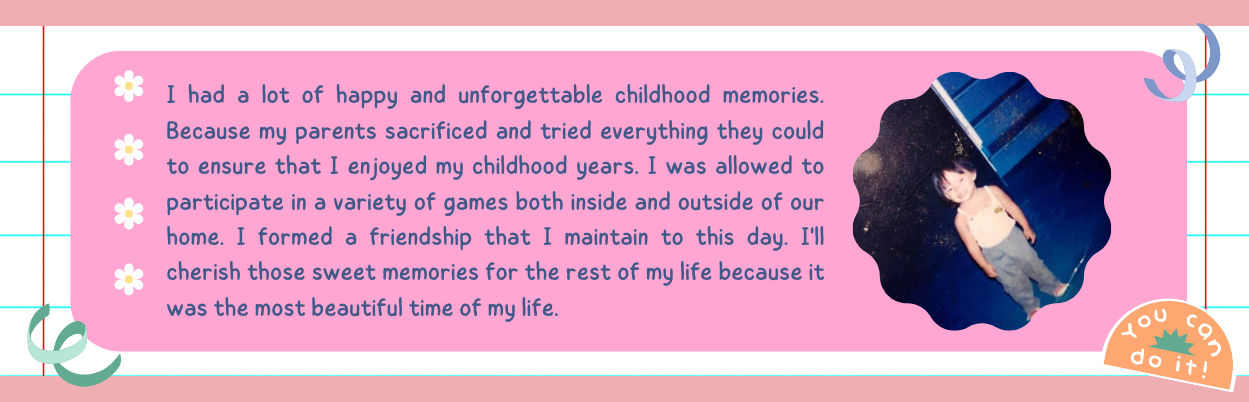 I had a lot of happy and unforgettable childhood memories.
Because my parents sacrificed and tried everything they could
to ensure that I enjoyed my childhood years. I was allowed to
participate in a variety of games both inside and outside of our
home. I formed a friendship that I maintain to this day. I'll
cherish those sweet memories for the rest of my life because it
was the most beautiful time of my life.
You can
do it!